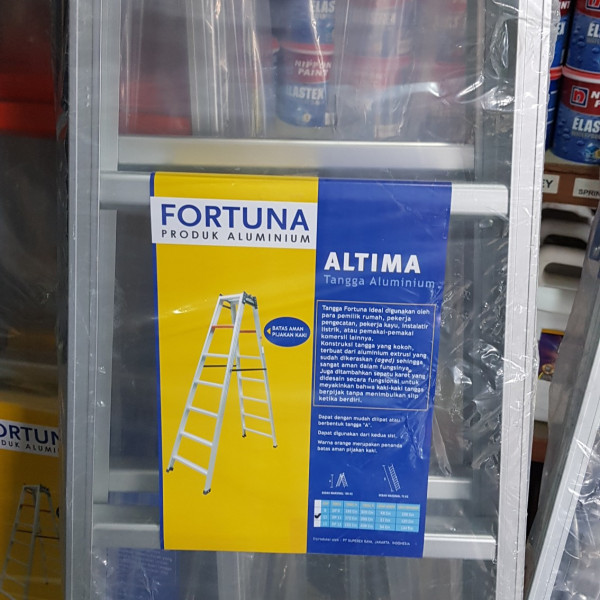 NIPPON
PAINT
ELASTEX
FORTUNA
PRODUK ALUMINIUM
ALTIMA
Tangga Aluminium
BATAS AMAN
PIJAKAN KAKI
Tangga Fortuna ideal digunakan oleh
para pemilik rumah, pekerja
pengecatan, pekerja kayu, instalatir
listrik, atau pemakai-pemakai
komersil lainnya.
Konstruksi tangga yang kokoh,
terbuat dari aluminium extrusi yang
sudah dikeraskan (aged) sehingga
sangat aman dalam fungsinya.
Juga ditambahkan sepatu karet yang
didesain secara fungsional untuk
meyakinkan bahwa kaki-kaki tangga
berpijak tanpa menimbulkan slip
ketika berdiri.
Dapat dengan mudah dilipat atau
berbentuk tangga "A".
Dapat digunakan dari kedua sisi.
Warna orange merupakan penanda
batas aman pijakan kaki.
FORTUN
DUK ALUMINIUM
ELAS